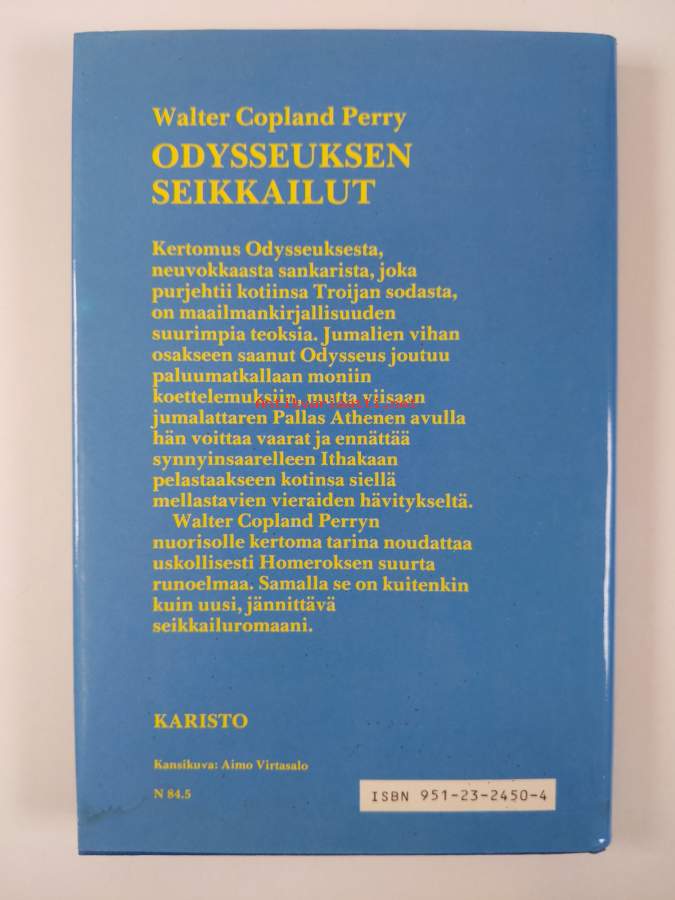 Walter Copland Perry
ODYSSEUKSEN
SEIKKAILUT
Kertomus Odysseuksesta,
neuvokkaasta sankarista, joka
purjehtii kotiinsa Troijan sodasta,
on maailmankirjallisuuden
suurimpia teoksia. Jumalien vihan
osakseen saanut Odysseus joutuu
paluumatkallaan moniin
koettelemuksiin, mutta viisaan
jumalattaren Pallas Athenen avulla
hän voittaa vaarat ja ennättää
synnyinsaarelleen Ithakaan
pelastaakseen kotinsa siellä
mellastavien vieraiden hävitykseltä.
Walter Copland Perryn
nuorisolle kertoma tarina noudattaa
uskollisesti Homeroksen suurta
runoelmaa. Samalla se on kuitenkin
kuin uusi, jännittävä
seikkailuromaani.
KARISTO
Kansikuva: Aimo Virtasalo
N 84.5
ISBN 951-23-2450-4